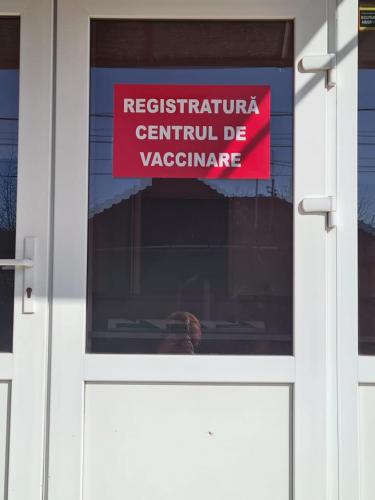 REGISTRATURĂ
CENTRUL DE
VACCINARE